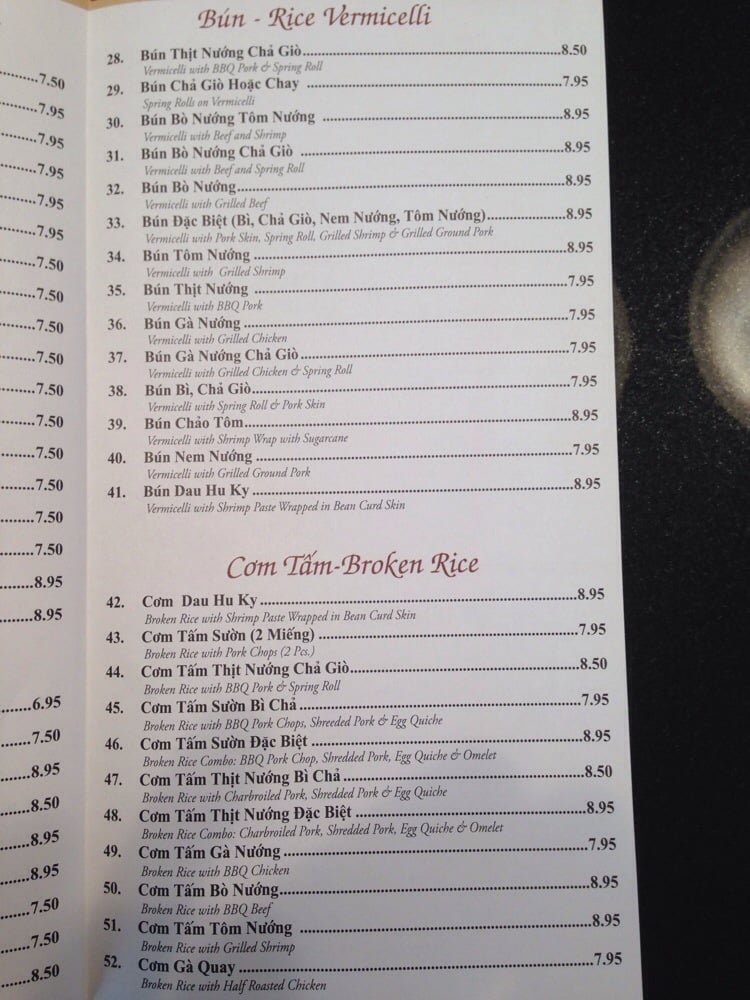 Bún - Rice Vermicelli
28. Bún Thịt Nướng Chả Giò 8.50
Vermicelli with BBQ Pork & Spring Roll
29. Bún Chả Giò Hoặc Chay 7.95
Spring Rolls on Vermicelli
30. Bún Bò Nướng Tôm Nướng 8.95
Vermicelli with Beef and Shrimp
31. Bún Bò Nướng Chả Giò 8.95
Vermicelli with Beef and Spring Roll
32. Bún Bò Nướng 8.95
Vermicelli with Grilled Beef
33. Bún Đặc Biệt (Bì, Chả Giò, Nem Nướng, Tôm Nướng) 8.95
Vermicelli with Pork Skin, Spring Roll, Grilled Shrimp & Grilled Ground Pork
34. Bún Tôm Nướng 8.95
Vermicelli with Grilled Shrimp
35. Bún Thịt Nướng 7.95
Vermicelli with BBQ Pork
36. Bún Gà Nướng 7.95
Vermicelli with Grilled Chicken
37. Bún Gà Nướng Chả Giò 7.95
Vermicelli with Grilled Chicken & Spring Roll
38. Bún Bì, Chả Giò 7.95
Vermicelli with Spring Roll & Pork Skin
39. Bún Chảo Tôm 8.95
Vermicelli with Shrimp Wrap with Sugarcane
40. Bún Nem Nướng 7.95
Vermicelli with Grilled Ground Pork
41. Bún Dau Hu Ky 8.95
Vermicelli with Shrimp Paste Wrapped in Bean Curd Skin
Cơm Tấm-Broken Rice
42. Cơm Dau Hu Ky 8.95
Broken Rice with Shrimp Paste Wrapped in Bean Curd Skin
43. Cơm Tấm Sườn (2 Miếng) 7.95
Broken Rice with Pork Chops (2 Pcs.)
44. Cơm Tấm Thịt Nướng Chả Giò 8.50
Broken Rice with BBQ Pork & Spring Roll
45. Cơm Tấm Sườn Bì Chả 7.95
Broken Rice with BBQ Pork Chops, Shreeded Pork & Egg Quiche
46. Cơm Tấm Sườn Đặc Biệt 8.95
Broken Rice Combo: BBQ Pork Chop, Shredded Pork, Egg Quiche & Omelet
47. Cơm Tấm Thịt Nướng Bì Chả 8.50
Broken Rice with Charbroiled Pork, Shredded Pork & Egg Quiche
48. Cơm Tấm Thịt Nướng Đặc Biệt 8.95
Broken Rice Combo: Charbroiled Pork, Shredded Pork, Egg Quiche & Omelet
49. Cơm Tấm Gà Nướng 7.95
Broken Rice with BBQ Chicken
50. Cơm Tấm Bò Nướng 8.95
Broken Rice with BBQ Beef
51. Cơm Tấm Tôm Nướng 8.95
Broken Rice with Grilled Shrimp
52. Cơm Gà Quay 7.95
Broken Rice with Half Roasted Chicken
7.50
7.95
7.95
7.95
7.95
7.95
7.50
7.50
7.50
7.50
7.50
7.50
7.50
7.50
7.50
7.50
8.95
8.95
6.95
7.50
8.95
8.50
8.95
8.95
7.50
7.50
8.50